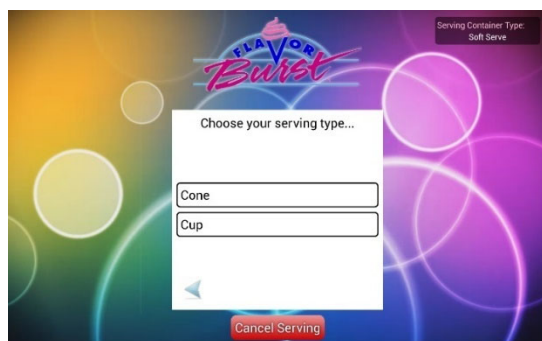 Serving Container Type:
Soft Serve
FLAVOR
Burst
Choose your serving type...
Cone
Cup
Cancel Serving